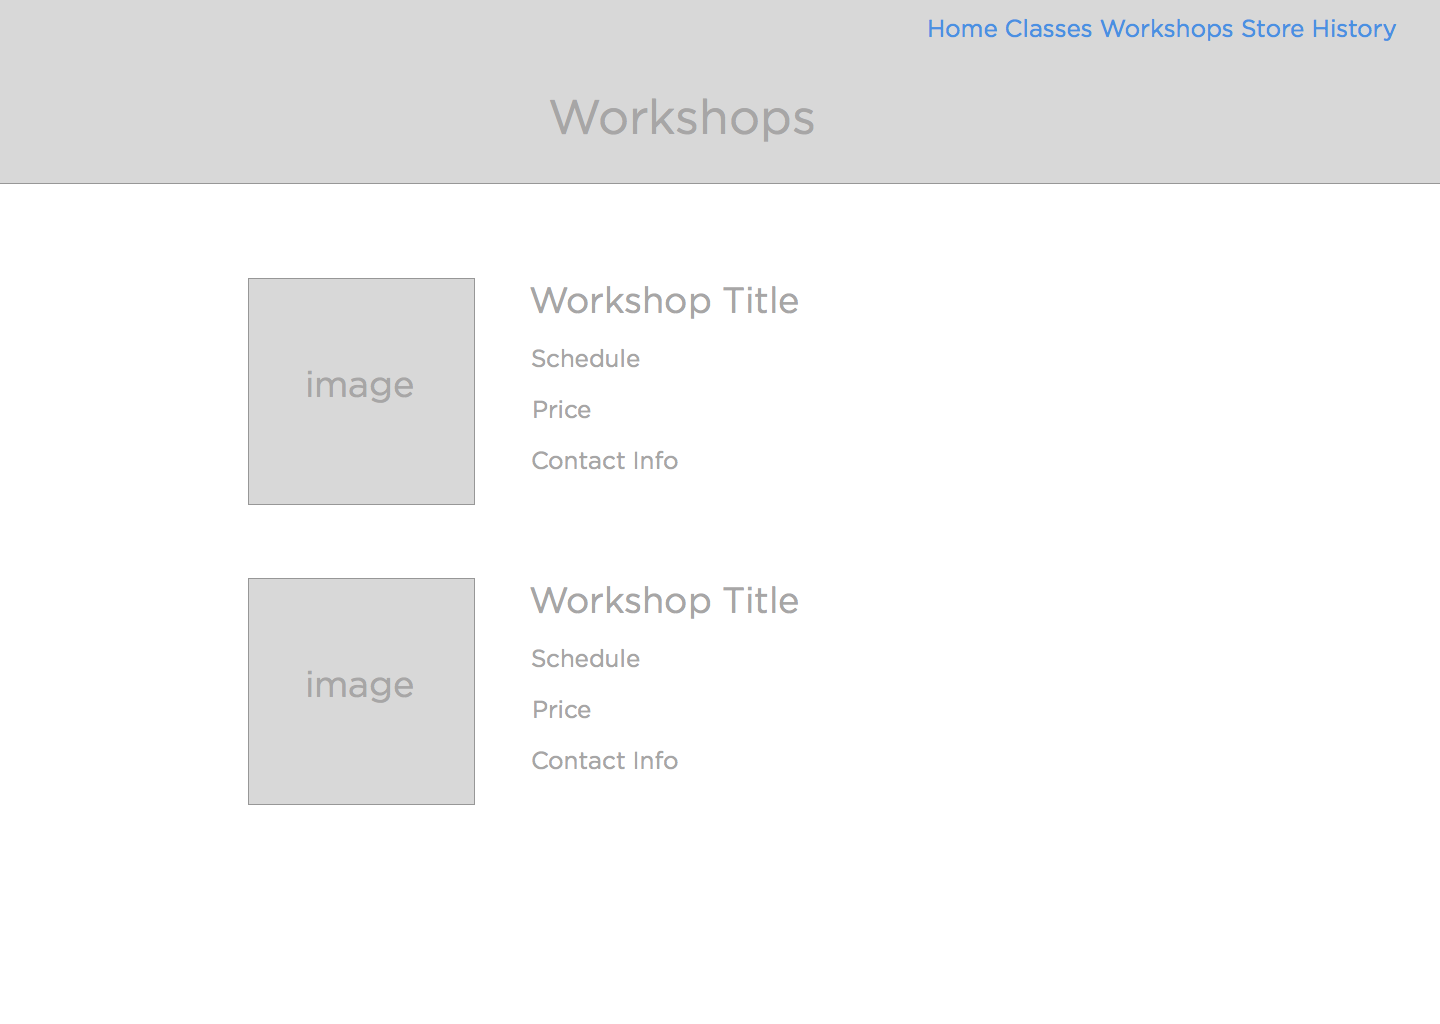 Home Classes Workshops Store History
Workshops
image
Workshop Title
Schedule
Price
Contact Info
image
Workshop Title
Schedule
Price
Contact Info